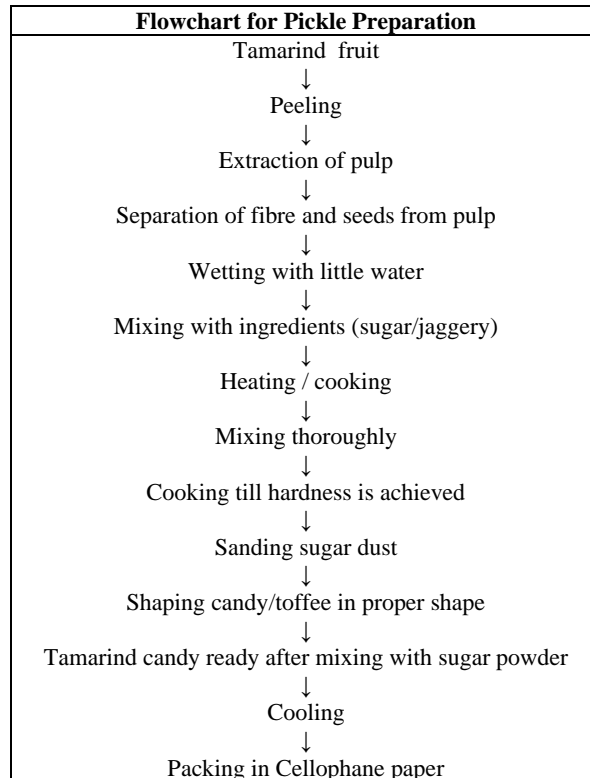 Flowchart for Pickle Preparation
Tamarind fruit
↓
Peeling
↓
Extraction of pulp
↓
Separation of fibre and seeds from pulp
↓
Wetting with little water
↓
Mixing with ingredients (sugar/jaggery)
↓
Heating / cooking
↓
Mixing thoroughly
↓
Cooking till hardness is achieved
↓
Sanding sugar dust
↓
Shaping candy/toffee in proper shape
↓
Tamarind candy ready after mixing with sugar powder
↓
Cooling
↓
Packing in Cellophane paper